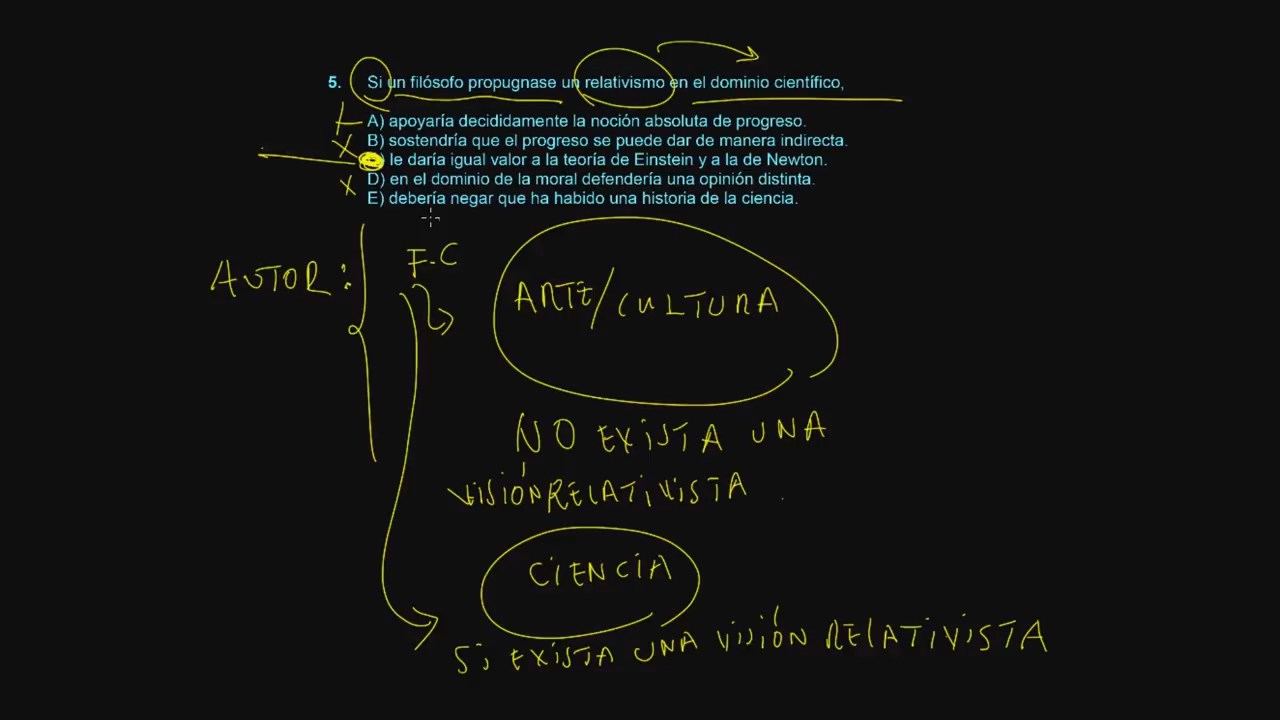 5. Si un filósofo propugnase un relativismo en el dominio científico,
A) apoyaría decididamente la noción absoluta de progreso.
B) sostendría que el progreso se puede dar de manera indirecta.
) le daría igual valor a la teoría de Einstein y a la de Newton.
D) en el dominio de la moral defendería una opinión distinta.
E) debería negar que ha habido una historia de la ciencia.
AUTOR:
F.C
ARTE/CULTURA
NO EXISTA UNA
VISIÓN RELATIVISTA
CIENCIA
Si EXISTA UNA VISIÓN RELATIVISTA